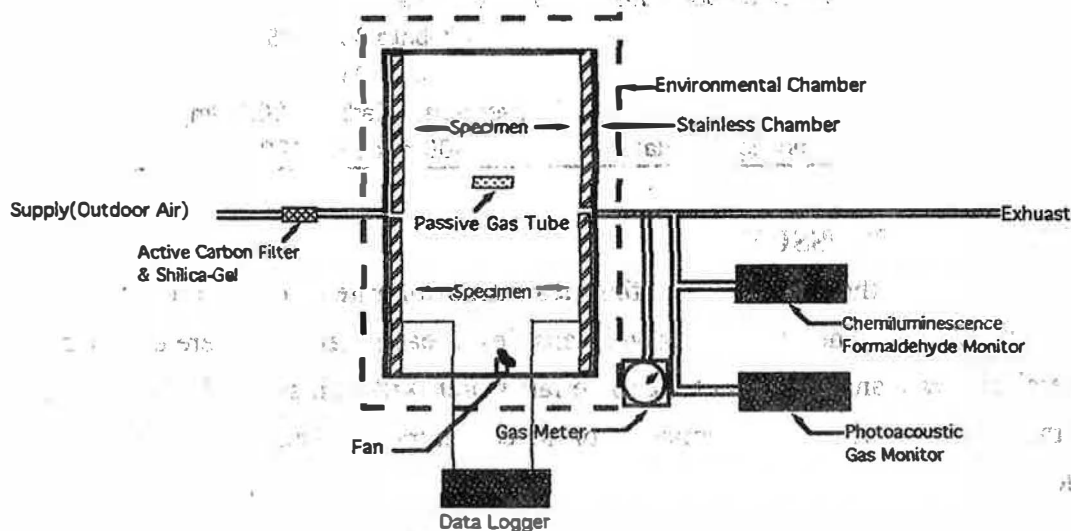 Environmental Chamber
Specimen
Stainless Chamber
Supply(Outdoor Air)
Passive Gas Tube
Exhuast
Active Carbon Filter
& Shilica-Gel
Specimen
Chemiluminescence
Formaldehyde Monitor
Gas Meter
Fan
Photoacoustic
Gas Monitor
Data Logger